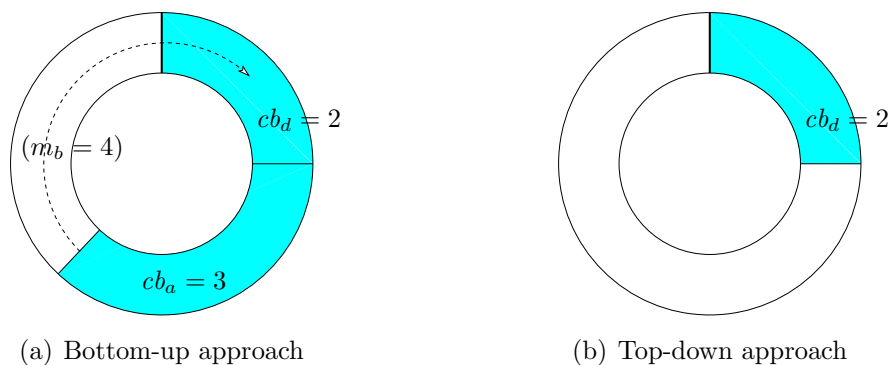 cb_d = 2
(m_b = 4)
cb_a = 3
(a) Bottom-up approach
cb_d = 2
(b) Top-down approach